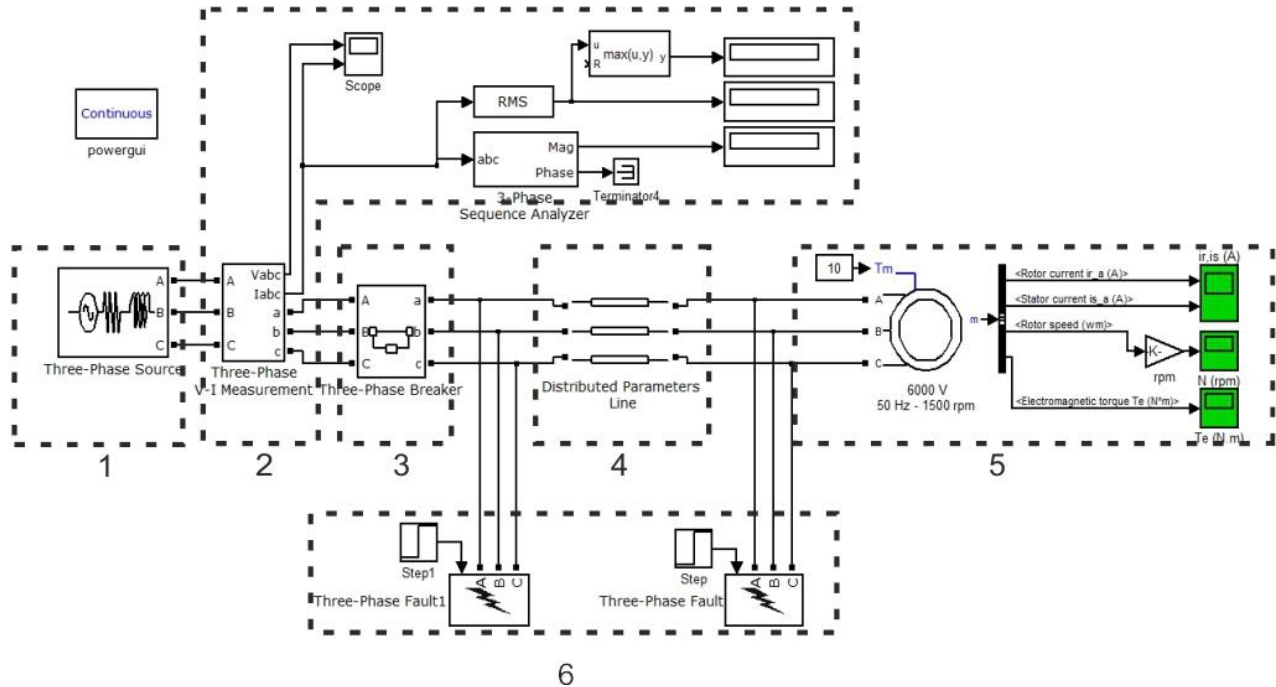 Scope
u
R
max(u,y)
y
RMS
abc
Mag
Phase
Terminator4
3-Phase
Sequence Analyzer
Continuous
powergui
A
B
C
Three-Phase Source
A
B
C
Vabc
Iabc
a
b
c
Three-Phase
V-I Measurement
A
B
C
a
b
c
Three-Phase Breaker
Distributed Parameters
Line
10
Tm
A
B
C
m
6000 V
50 Hz - 1500 rpm
<Rotor current ir_a (A)>
<Stator current is_a (A)>
<Rotor speed (wm)>
<Electromagnetic torque Te (N*m)>
-K-
rpm
ir,is (A)
N (rpm)
Te (N.m)
1
2
3
4
5
Step1
A
B
C
Three-Phase Fault1
Step
A
B
C
Three-Phase Fault
6